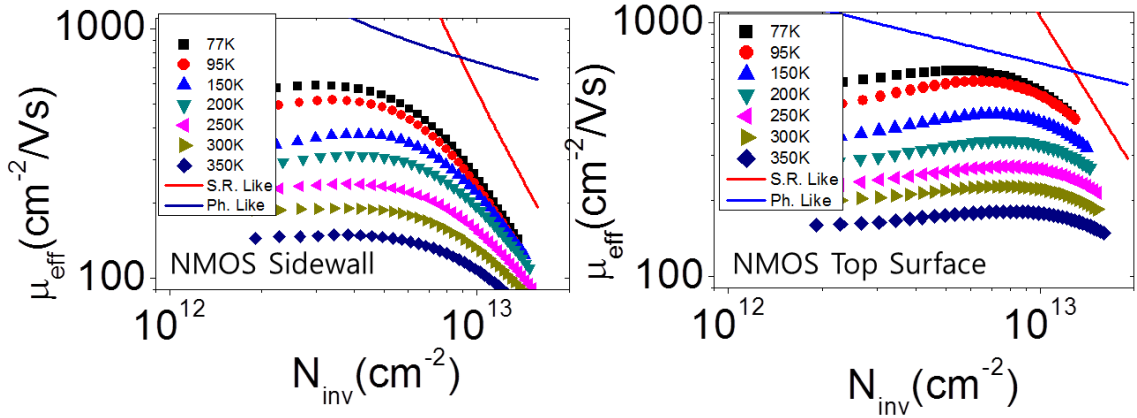 1000
77K
95K
150K
200K
250K
300K
350K
S.R. Like
Ph. Like
μeff(cm-2/Vs)
100
NMOS Sidewall
10^12
10^13
Ninv(cm-2)
1000
77K
95K
150K
200K
250K
300K
350K
S.R. Like
Ph. Like
μeff(cm-2/Vs)
100
NMOS Top Surface
10^12
10^13
Ninv(cm-2)